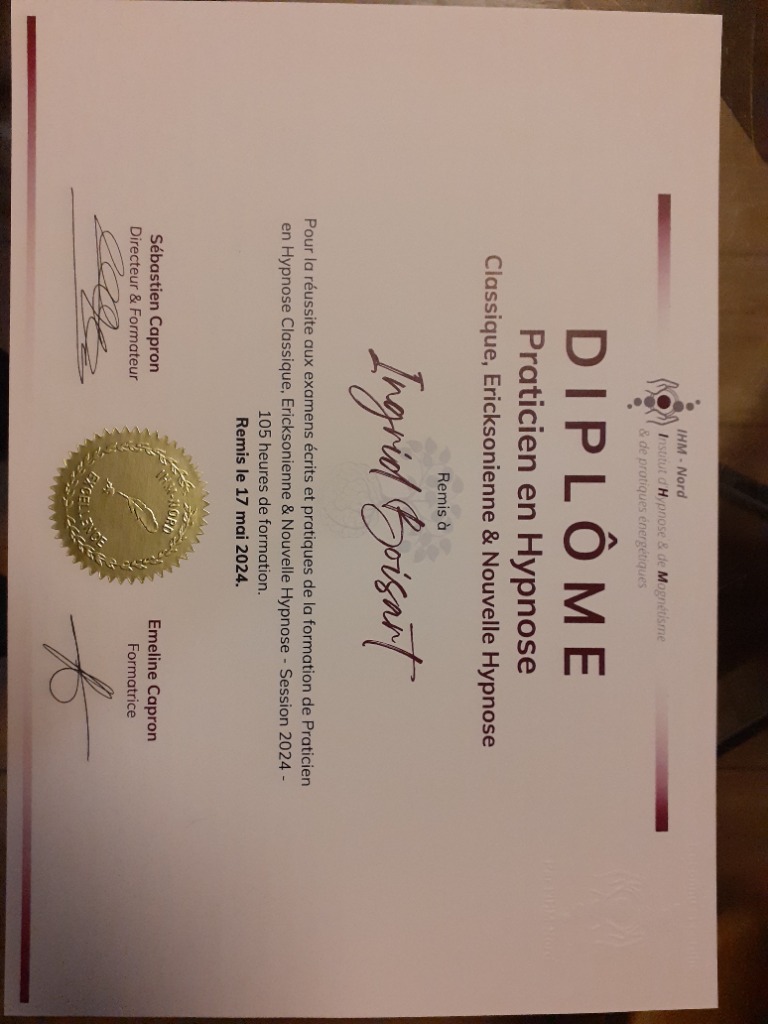 IHM - Nord
Institut d'Hypnose & de Magnétisme
& de pratiques énergétiques
DIPLÔME
Praticien en Hypnose
Classique, Ericksonienne & Nouvelle Hypnose
Remis à
Ingrid Boisart
Pour la réussite aux examens écrits et pratiques de la formation de Praticien
en Hypnose Classique, Ericksonienne & Nouvelle Hypnose - Session 2024 -
105 heures de formation.
Remis le 17 mai 2024.
Sébastien Capron
Directeur & Formateur
IHM-NORD
EXCELLENCE
Emeline Capron
Formatrice